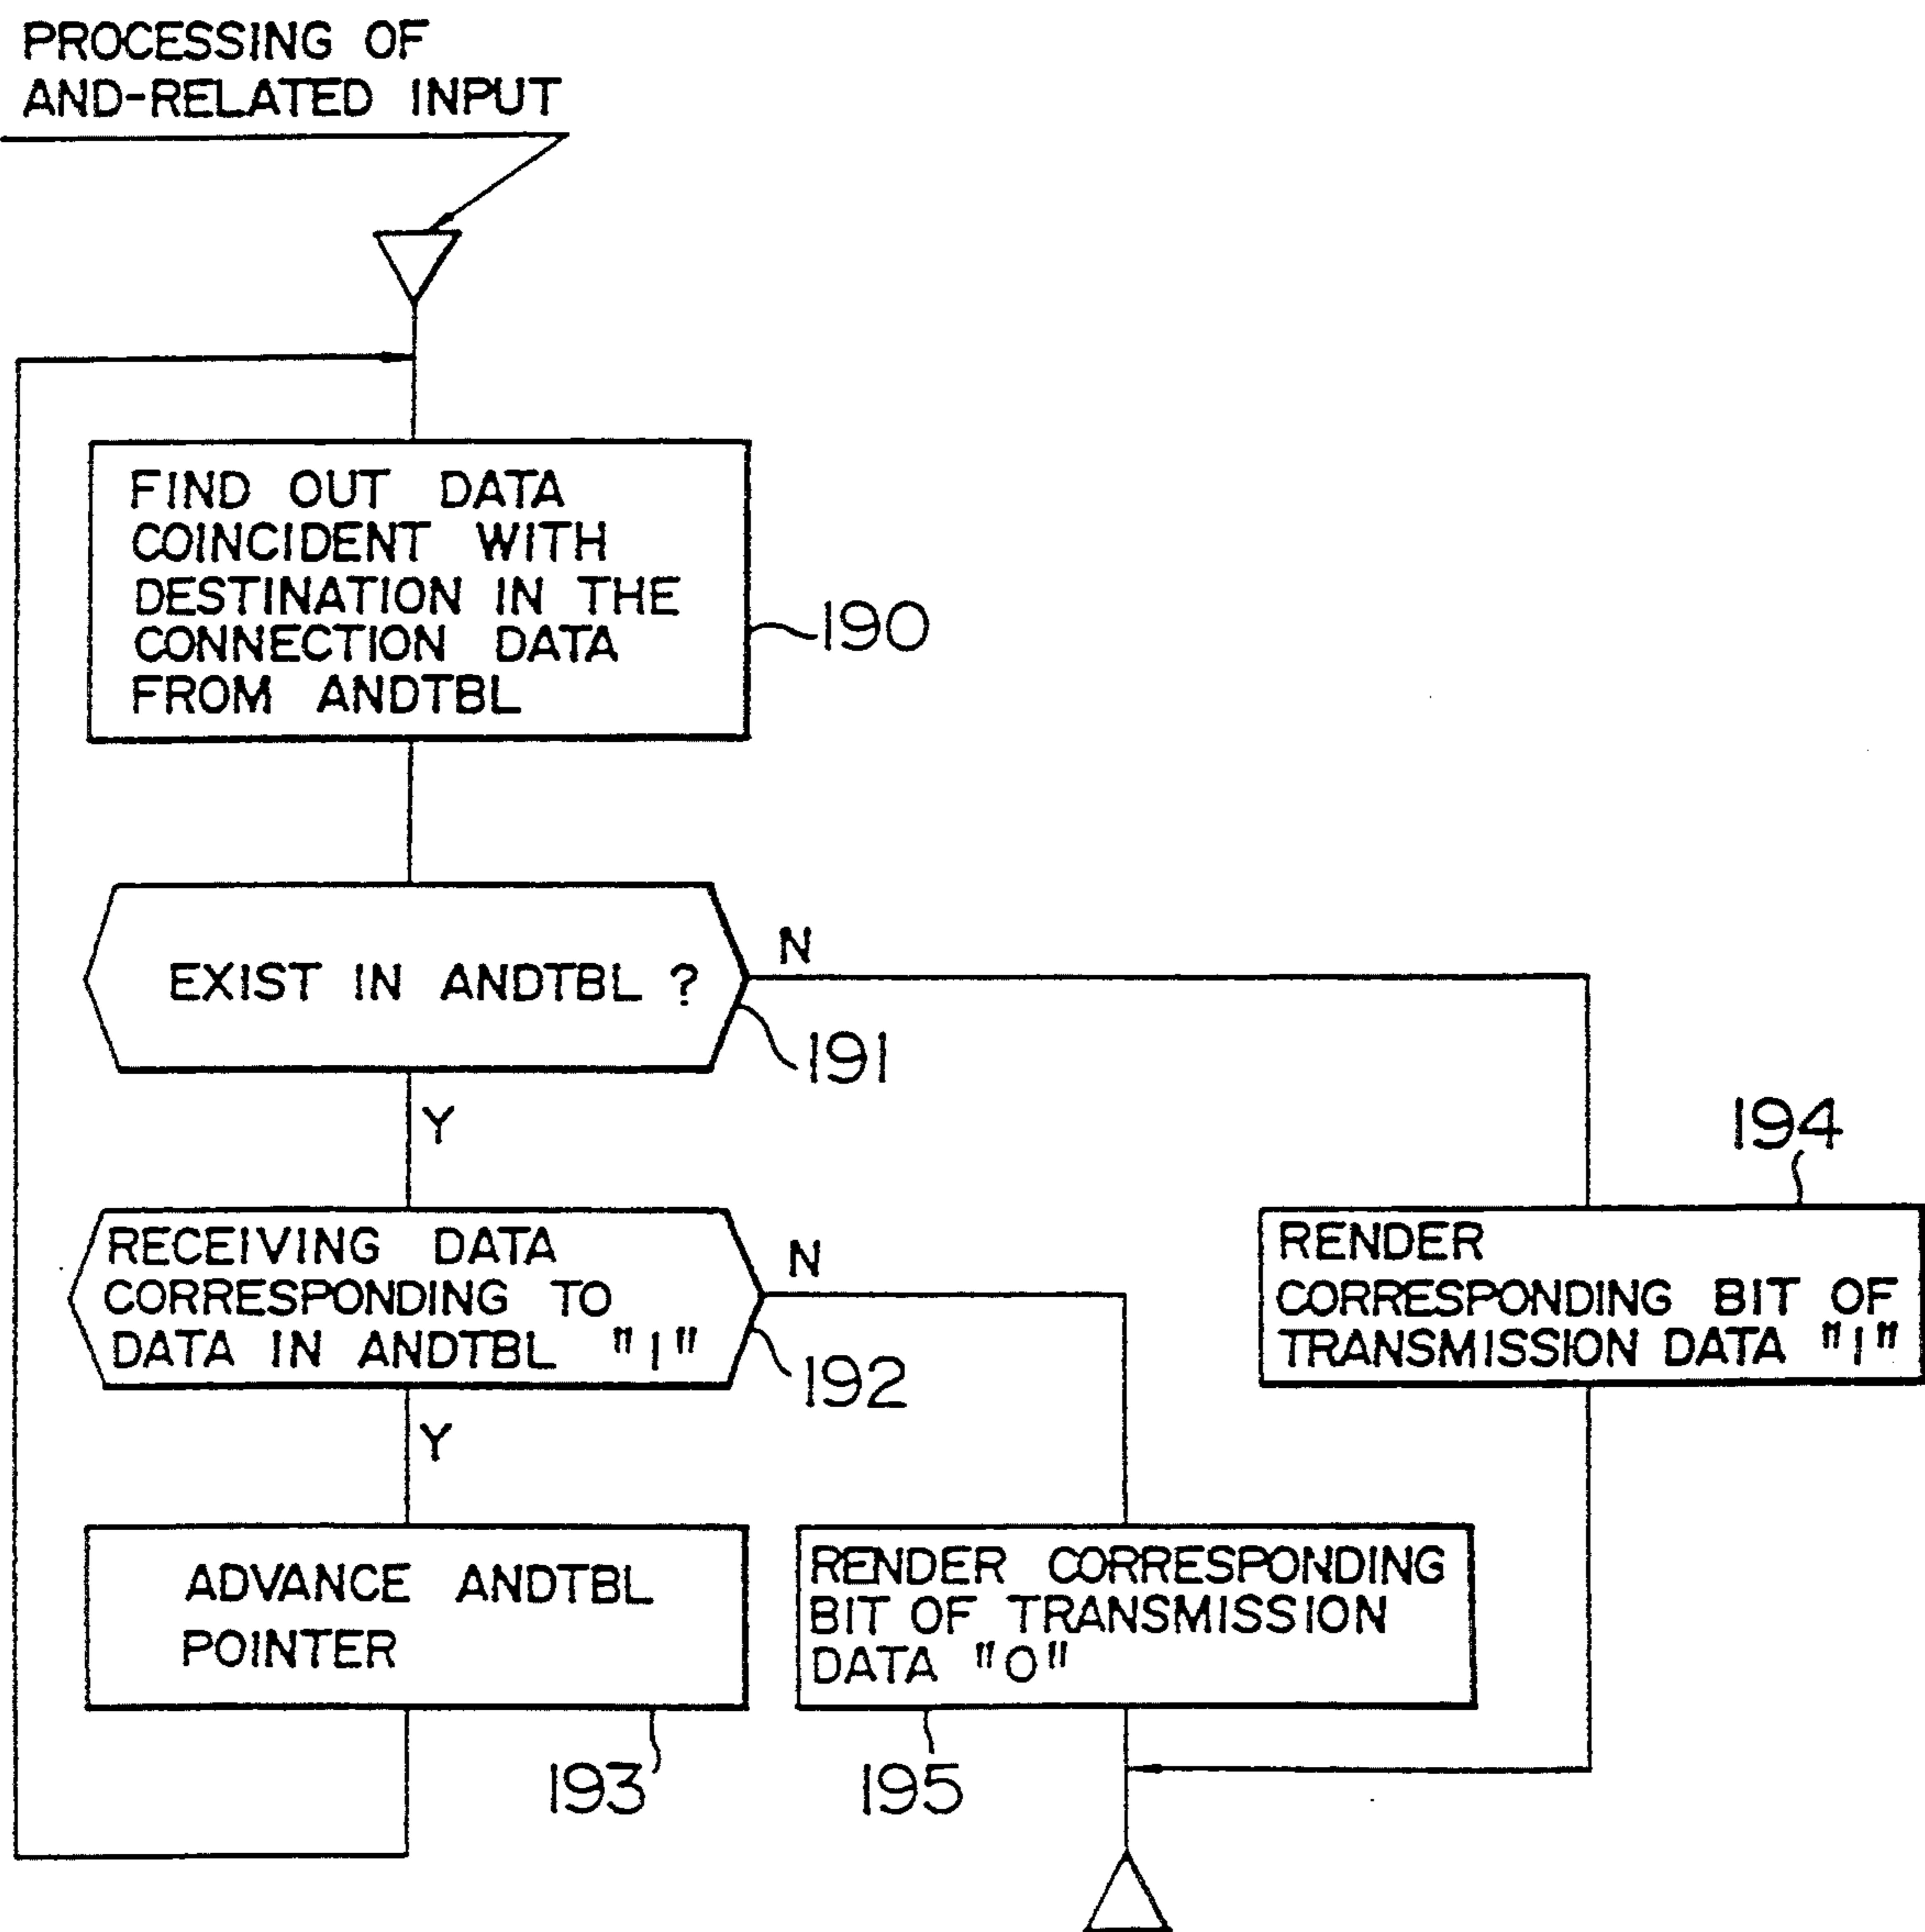 PROCESSING OF
AND-RELATED INPUT
FIND OUT DATA
COINCIDENT WITH
DESTINATION IN THE
CONNECTION DATA
FROM ANDTBL
190
EXIST IN ANDTBL ?
N
191
Y
RECEIVING DATA
CORRESPONDING TO
DATA IN ANDTBL "1"
N
192
Y
194
RENDER
CORRESPONDING BIT OF
TRANSMISSION DATA "1"
ADVANCE ANDTBL
POINTER
193
RENDER CORRESPONDING
BIT OF TRANSMISSION
DATA "0"
195